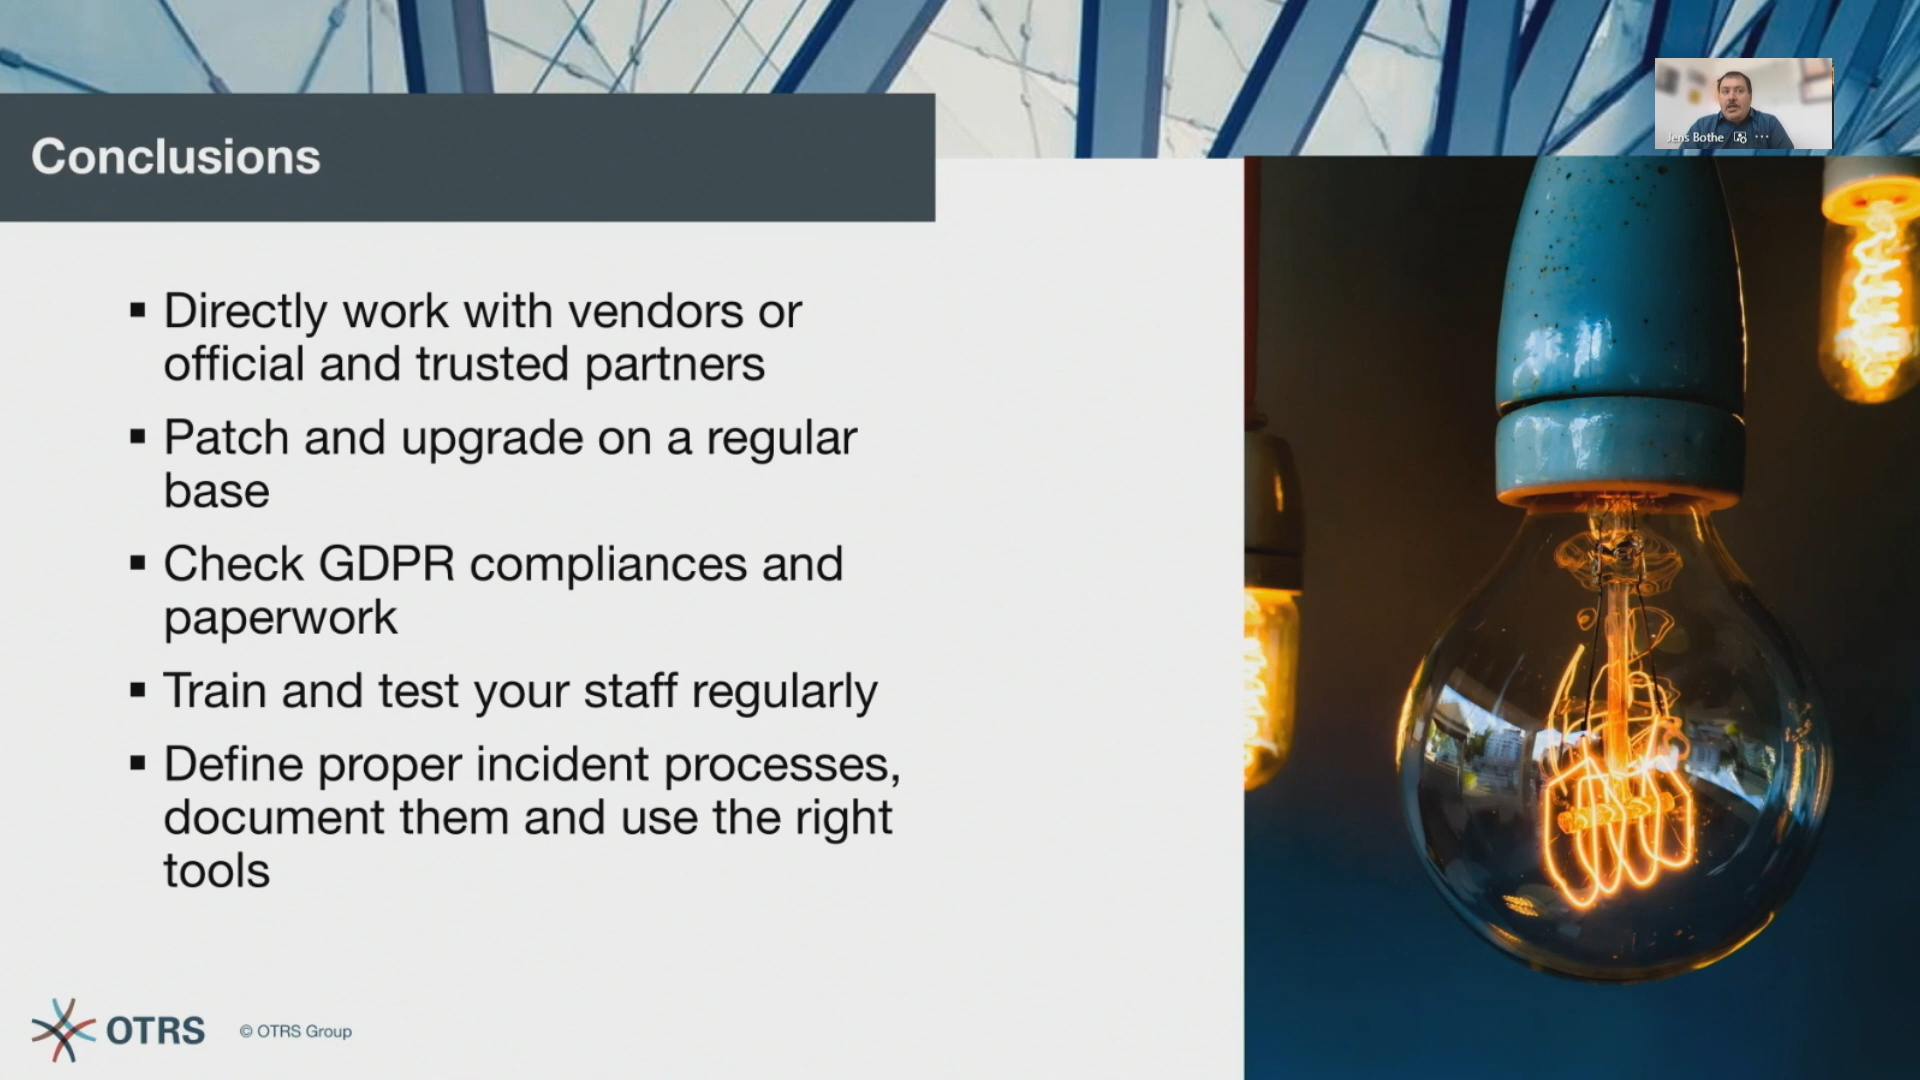 Jens Bothe
Conclusions
▪ Directly work with vendors or
official and trusted partners
▪ Patch and upgrade on a regular
base
▪ Check GDPR compliances and
paperwork
▪ Train and test your staff regularly
▪ Define proper incident processes,
document them and use the right
tools
OTRS
© OTRS Group